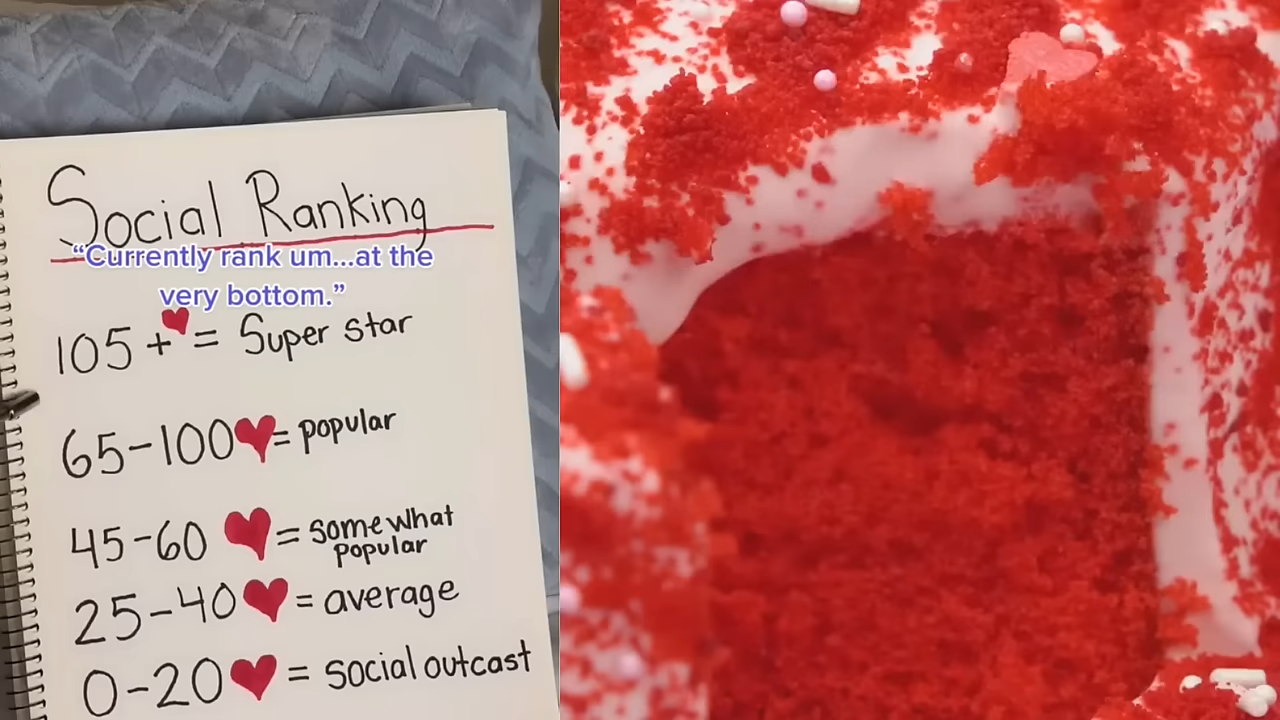 Social Ranking
“Currently rank um...at the
very bottom.”
105+ = Super star
65-100 = popular
45-60 = somewhat
popular
25-40 = average
0-20 = social outcast